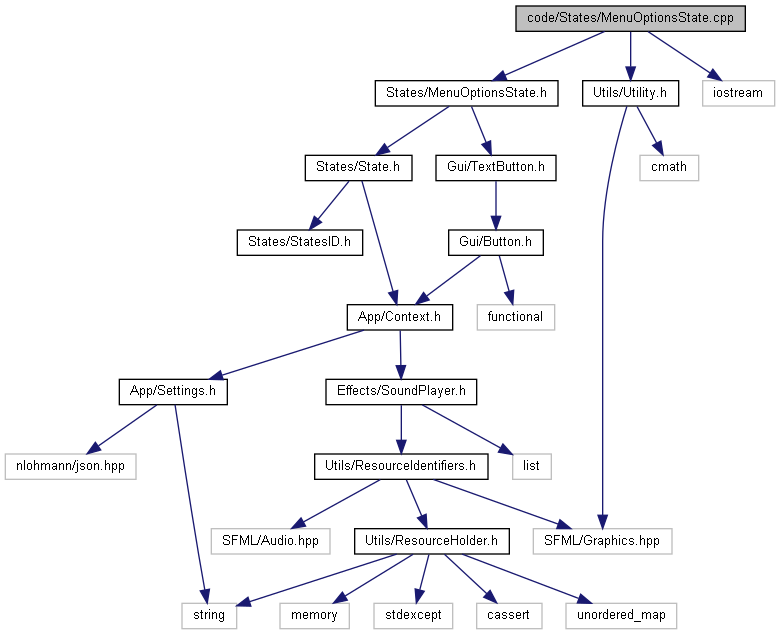 code/States/MenuOptionsState.cpp
States/MenuOptionsState.h
Utils/Utility.h
iostream
States/State.h
Gui/TextButton.h
cmath
States/StatesID.h
Gui/Button.h
App/Context.h
functional
App/Settings.h
Effects/SoundPlayer.h
nlohmann/json.hpp
Utils/ResourceIdentifiers.h
list
SFML/Audio.hpp
Utils/ResourceHolder.h
SFML/Graphics.hpp
string
memory
stdexcept
cassert
unordered_map